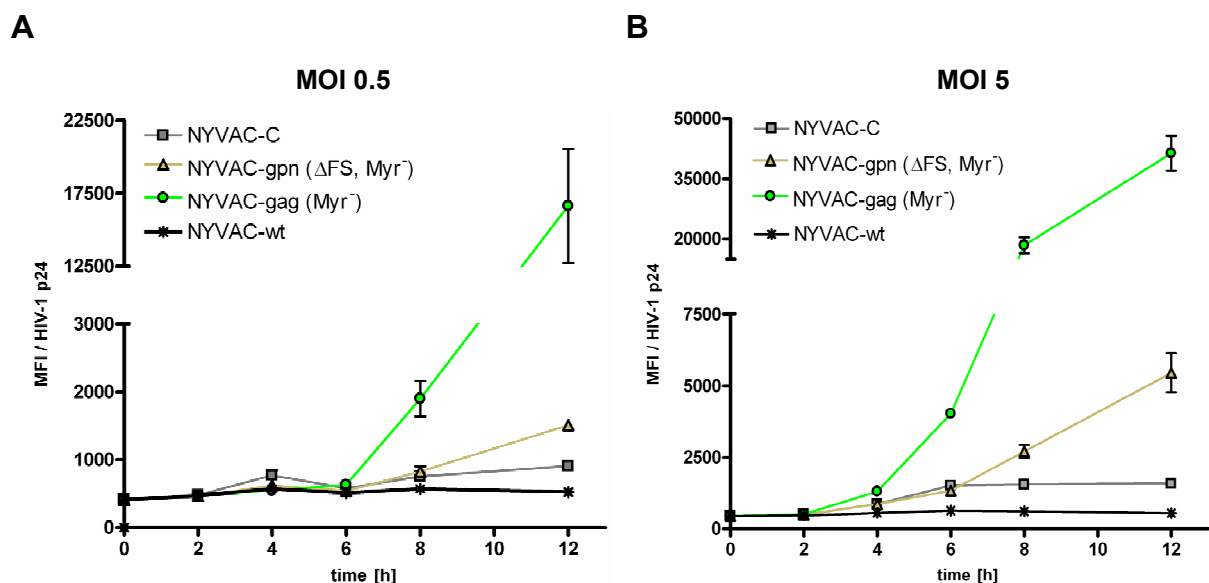 A
MOI 0.5
NYVAC-C
NYVAC-gpn (ΔFS, Myr⁻)
NYVAC-gag (Myr⁻)
NYVAC-wt
MFI / HIV-1 p24
22500
17500
12500
3000
2000
1000
0
0 2 4 6 8 10 12
time [h]
B
MOI 5
NYVAC-C
NYVAC-gpn (ΔFS, Myr⁻)
NYVAC-gag (Myr⁻)
NYVAC-wt
MFI / HIV-1 p24
50000
35000
20000
7500
5000
2500
0
0 2 4 6 8 10 12
time [h]